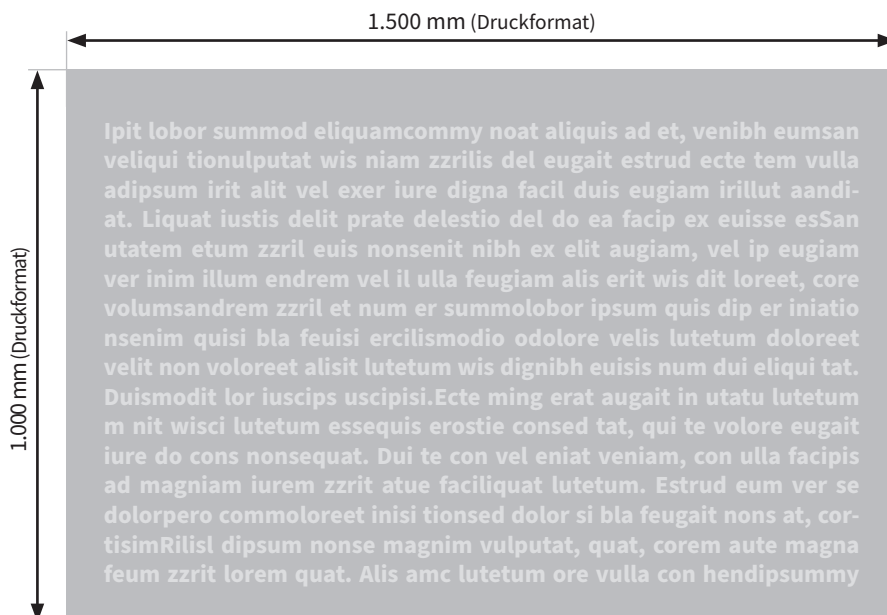 1.500 mm (Druckformat)
1.000 mm (Druckformat)
Ipit lobor summod eliquamcommy noat aliquis ad et, venibh eumsan
veliqui tionulputat wis niam zzrilis del eugait estrud ecte tem vulla
adipsum irit alit vel exer iure digna facil duis eugiam irillut aandi-
at. Liquat iustis delit prate delestio del do ea facip ex euisse esSan
utatem etum zzril euis nonsenit nibh ex elit augiam, vel ip eugiam
ver inim illum endrem vel il ulla feugiam alis erit wis dit loreet, core
volumsandrem zzril et num er summolobor ipsum quis dip er iniatio
nsenim quisi bla feuisi ercilismodio odolore velis lutetum doloreet
velit non voloreet alisit lutetum wis dignibh euisis num dui eliqui tat.
Duismodit lor iuscips uscipisi.Ecte ming erat augait in utatu lutetum
m nit wisci lutetum essequis erostie consed tat, qui te volore eugait
iure do cons nonsequat. Dui te con vel eniat veniam, con ulla facipis
ad magniam iurem zzrit atue faciliquat lutetum. Estrud eum ver se
dolorpero commoloreet inisi tionsed dolor si bla feugait nons at, cor-
tisimRilisl dipsum nonse magnim vulputat, quat, corem aute magna
feum zzrit lorem quat. Alis amc lutetum ore vulla con hendipsummy